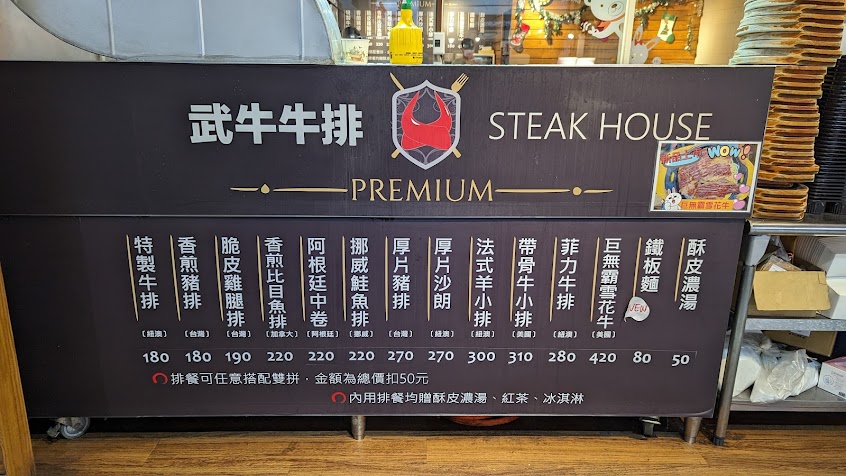 武牛牛排
STEAK HOUSE
PREMIUM
WOW!
巨無霸雪花牛
酥皮濃湯 50
鐵板麵 80
NEW
巨無霸雪花牛 (美國) 420
菲力牛排 (紐澳) 280
帶骨牛小排 (美國) 310
法式羊小排 (紐澳) 300
厚片沙朗 (紐澳) 270
厚片豬排 (台灣) 270
挪威鮭魚排 (挪威) 220
阿根廷中卷 (阿根廷) 220
香煎比目魚排 (加拿大) 220
脆皮雞腿排 (台灣) 190
香煎豬排 (台灣) 180
特製牛排 (紐澳) 180
排餐可任意搭配雙拼．金額為總價扣50元
內用排餐均贈酥皮濃湯、紅茶、冰淇淋